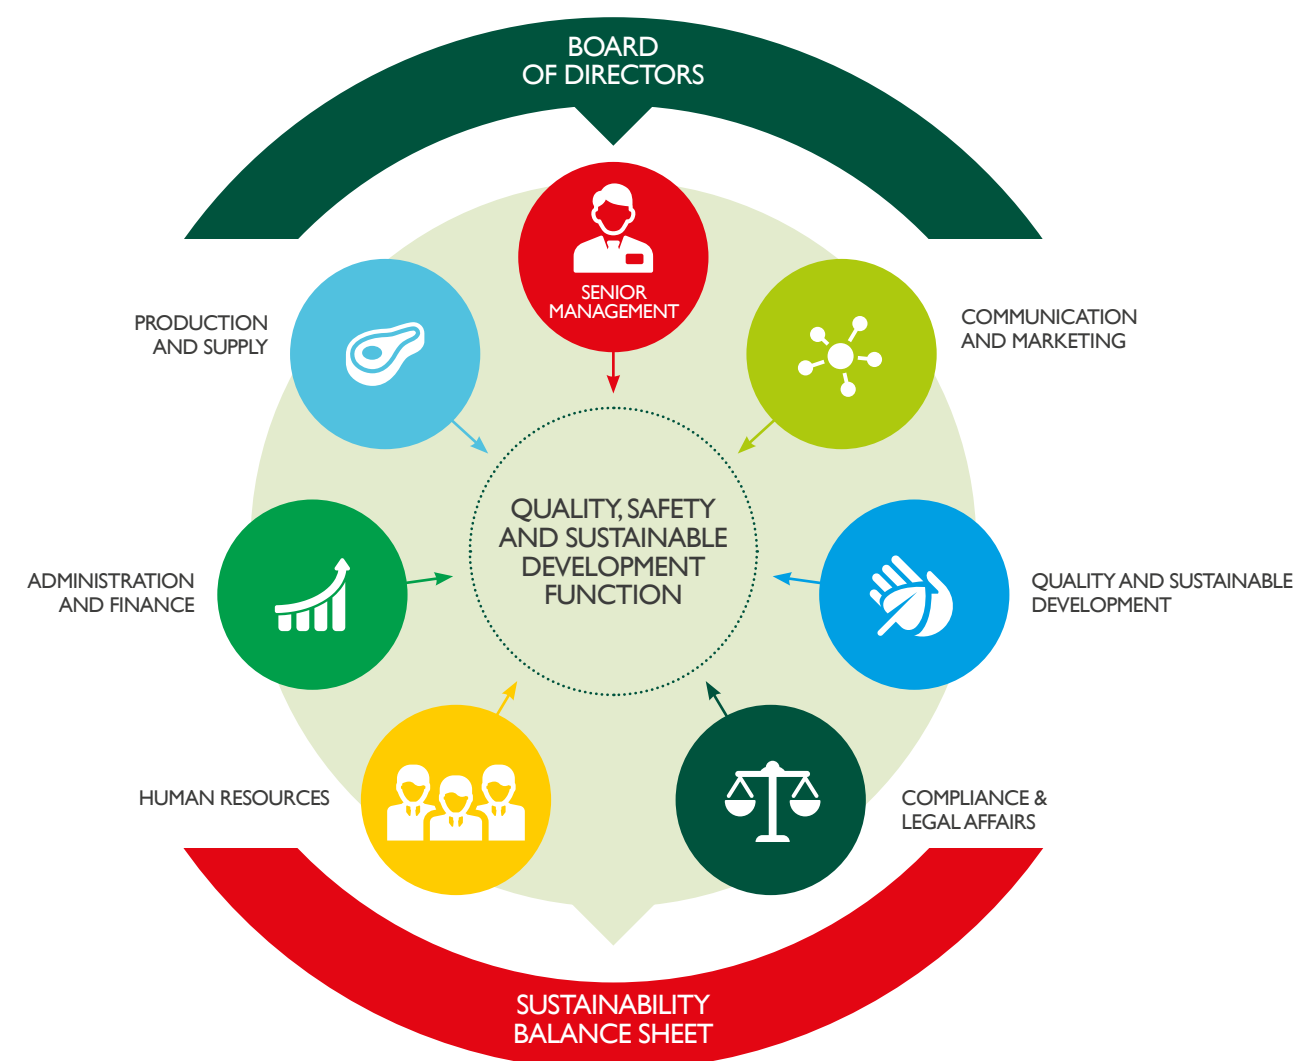 BOARD
OF DIRECTORS
SENIOR
MANAGEMENT
PRODUCTION
AND SUPPLY
COMMUNICATION
AND MARKETING
QUALITY, SAFETY
AND SUSTAINABLE
DEVELOPMENT
FUNCTION
ADMINISTRATION
AND FINANCE
QUALITY AND SUSTAINABLE
DEVELOPMENT
HUMAN RESOURCES
COMPLIANCE &
LEGAL AFFAIRS
SUSTAINABILITY
BALANCE SHEET